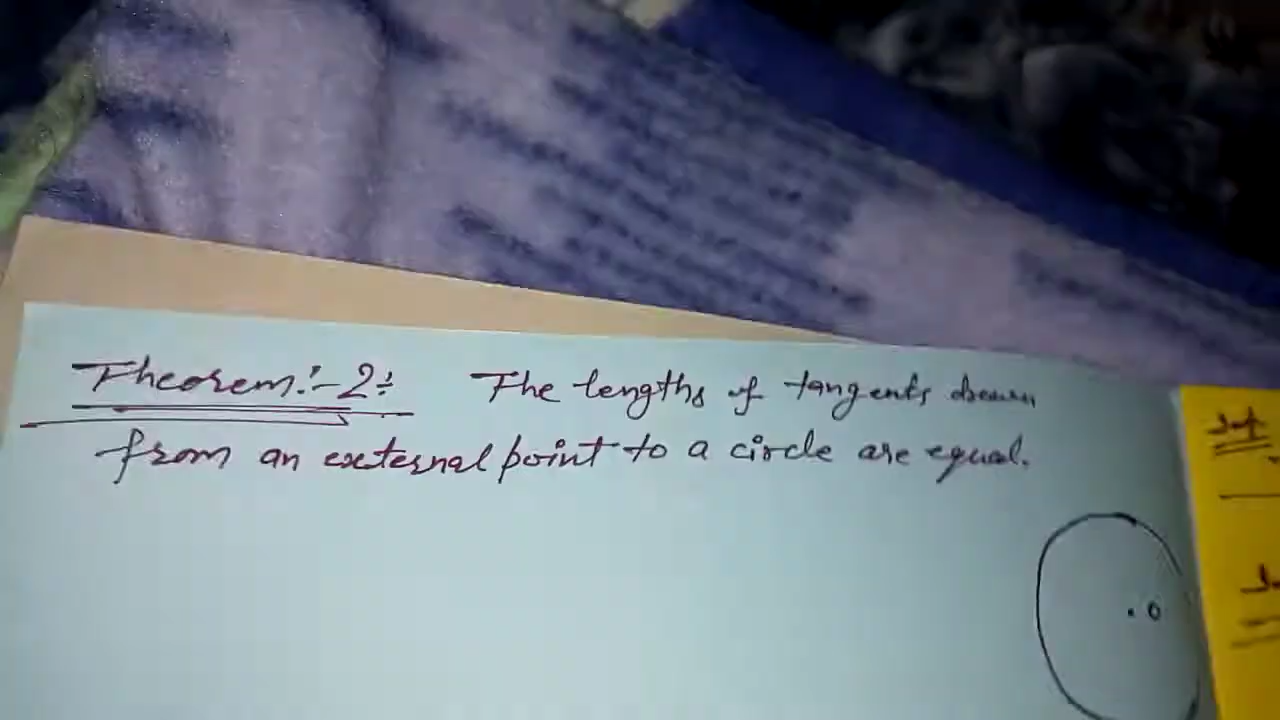 Theorem:-2:- The lengths of tangents drawn
from an external point to a circle are equal.
O